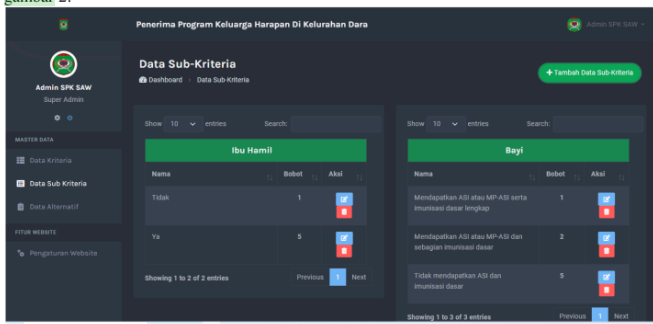 gambar 2.
Penerima Program Keluarga Harapan Di Kelurahan Dara
Admin SPK SAW
Admin SPK SAW
Super Admin
MASTER DATA
Data Kriteria
Data Sub Kriteria
Data Alternatif
FITUR WEBSITE
Pengaturan Website
Data Sub-Kriteria
Dashboard Data Sub-Kriteria
+ Tambah Data Sub-Kriteria
Show 10 entries Search:
Ibu Hamil
Nama Bobot Aksi
Tidak 1
Ya 5
Showing 1 to 2 of 2 entries Previous 1 Next
Show 10 entries Search:
Bayi
Nama Bobot Aksi
Mendapatkan ASI atau MP-ASI serta 1
imunisasi dasar lengkap
Mendapatkan ASI atau MP-ASI dan 2
sebagian imunisasi dasar
Tidak mendapatkan ASI dan 5
imunisasi dasar
Showing 1 to 3 of 3 entries Previous 1 Next